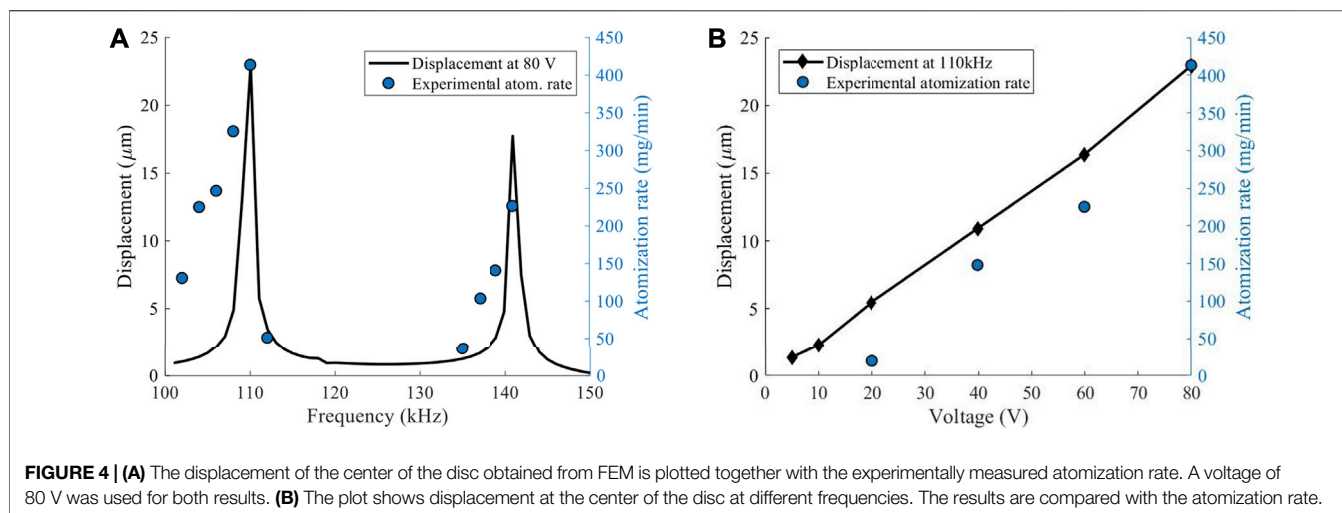 A
B
Displacement at 80 V
Experimental atom. rate
Displacement at 110kHz
Experimental atomization rate
25
20
15
10
5
0
Displacement (μm)
450
400
350
300
250
200
150
100
50
0
Atomization rate (mg/min)
100 110 120 130 140 150
Frequency (kHz)
25
20
15
10
5
0
Displacement (μm)
450
400
350
300
250
200
150
100
50
0
Atomization rate (mg/min)
0 10 20 30 40 50 60 70 80
Voltage (V)
FIGURE 4 | (A) The displacement of the center of the disc obtained from FEM is plotted together with the experimentally measured atomization rate. A voltage of
80 V was used for both results. (B) The plot shows displacement at the center of the disc at different frequencies. The results are compared with the atomization rate.